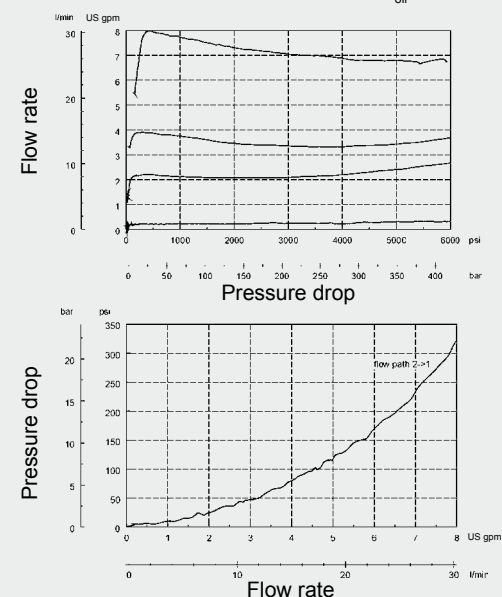 l/min US gpm
30
20
10
0
8
7
6
5
4
3
2
1
0
Flow rate
0 1000 2000 3000 4000 5000 6000 psi
0 50 100 150 200 250 300 350 400 bar
Pressure drop
bar psi
20
15
10
5
0
350
300
250
200
150
100
50
0
Pressure drop
flow path 2->1
0 1 2 3 4 5 6 7 8 US gpm
0 10 20 30 l/min
Flow rate